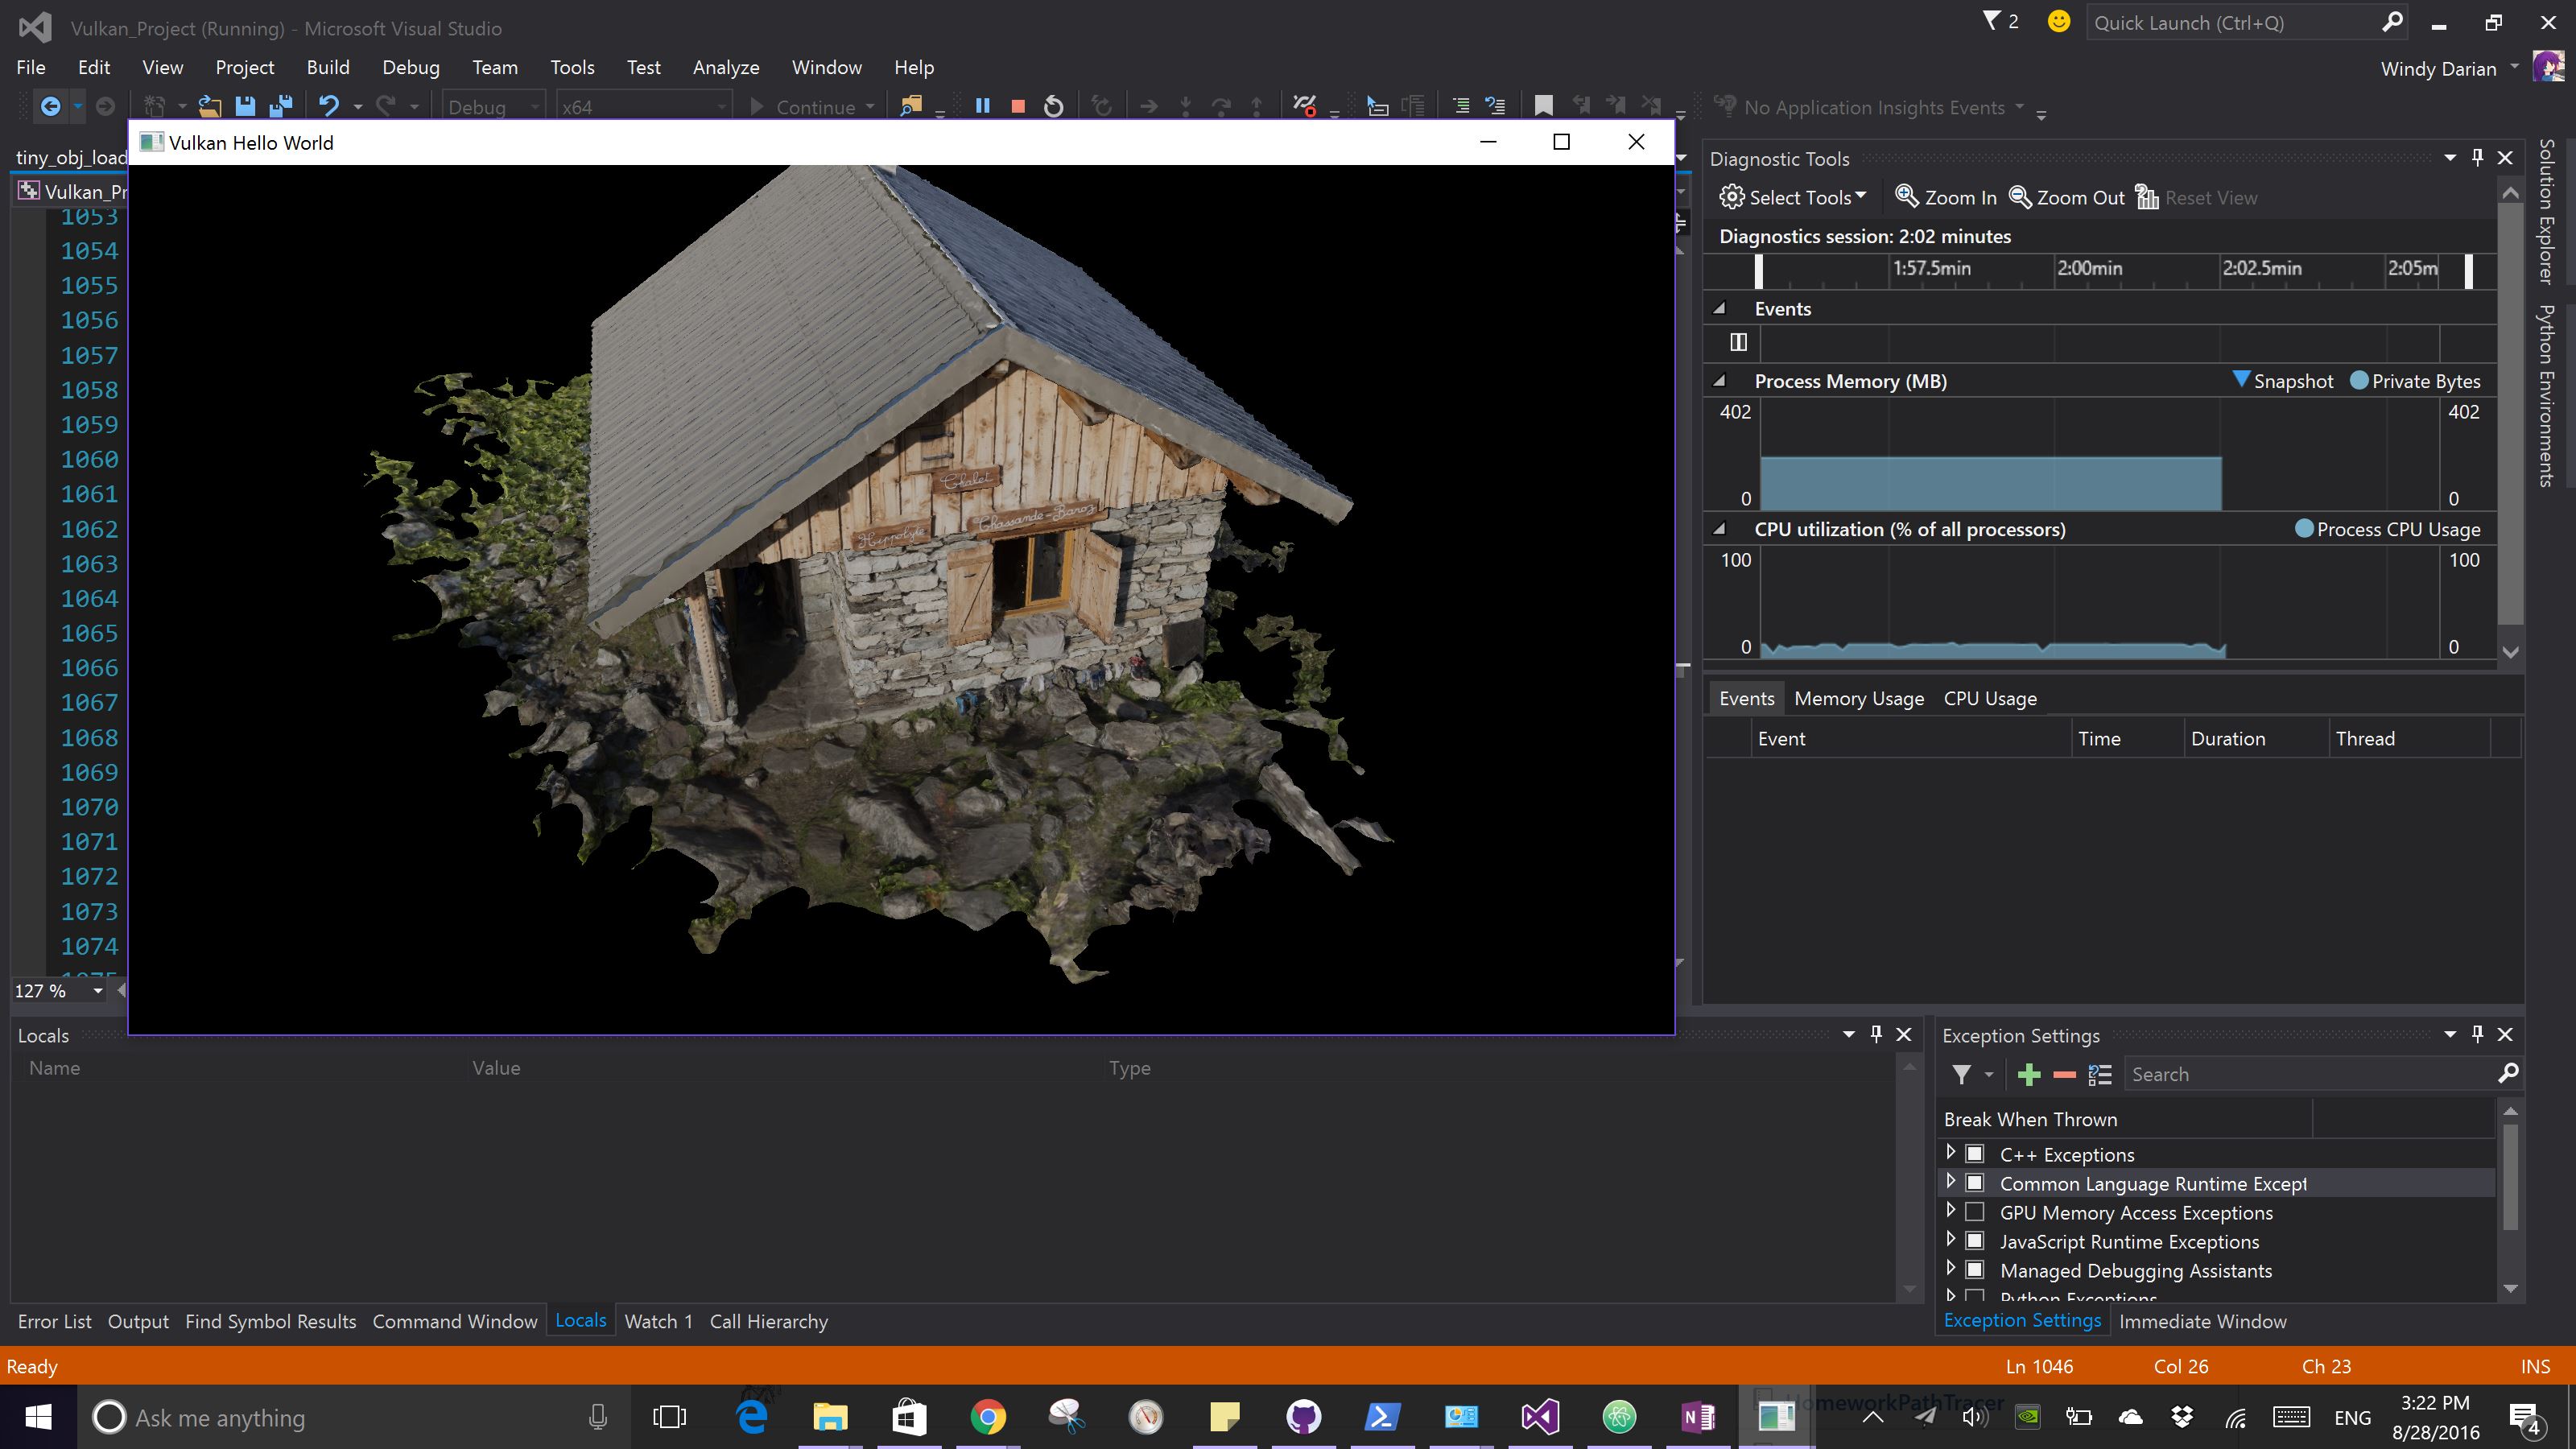 Vulkan_Project (Running) - Microsoft Visual Studio
2
Quick Launch (Ctrl+Q)
File Edit View Project Build Debug Team Tools Test Analyze Window Help
Windy Darian
Debug x64 Continue No Application Insights Events
Vulkan Hello World
tiny_obj_load
Vulkan_Pr
1053
1054
1055
1056
1057
1058
1059
1060
1061
1062
1063
1064
1065
1066
1067
1068
1069
1070
1071
1072
1073
1074
1075
127 %
Chalet
Hippolyte
Chassande-Baroz
Diagnostic Tools
Select Tools Zoom In Zoom Out Reset View
Diagnostics session: 2:02 minutes
1:57.5min 2:00min 2:02.5min 2:05m
Events
Process Memory (MB) Snapshot Private Bytes
402 402
0 0
CPU utilization (% of all processors) Process CPU Usage
100 100
0 0
Events Memory Usage CPU Usage
Event Time Duration Thread
Solution Explorer
Python Environments
Locals
Name Value Type
Exception Settings
Search
Break When Thrown
C++ Exceptions
Common Language Runtime Except
GPU Memory Access Exceptions
JavaScript Runtime Exceptions
Managed Debugging Assistants
Python Exceptions
Error List Output Find Symbol Results Command Window Locals Watch 1 Call Hierarchy
Exception Settings Immediate Window
Ready Ln 1046 Col 26 Ch 23 INS
Ask me anything
HomeworkPathTracer
ENG
3:22 PM
8/28/2016
4